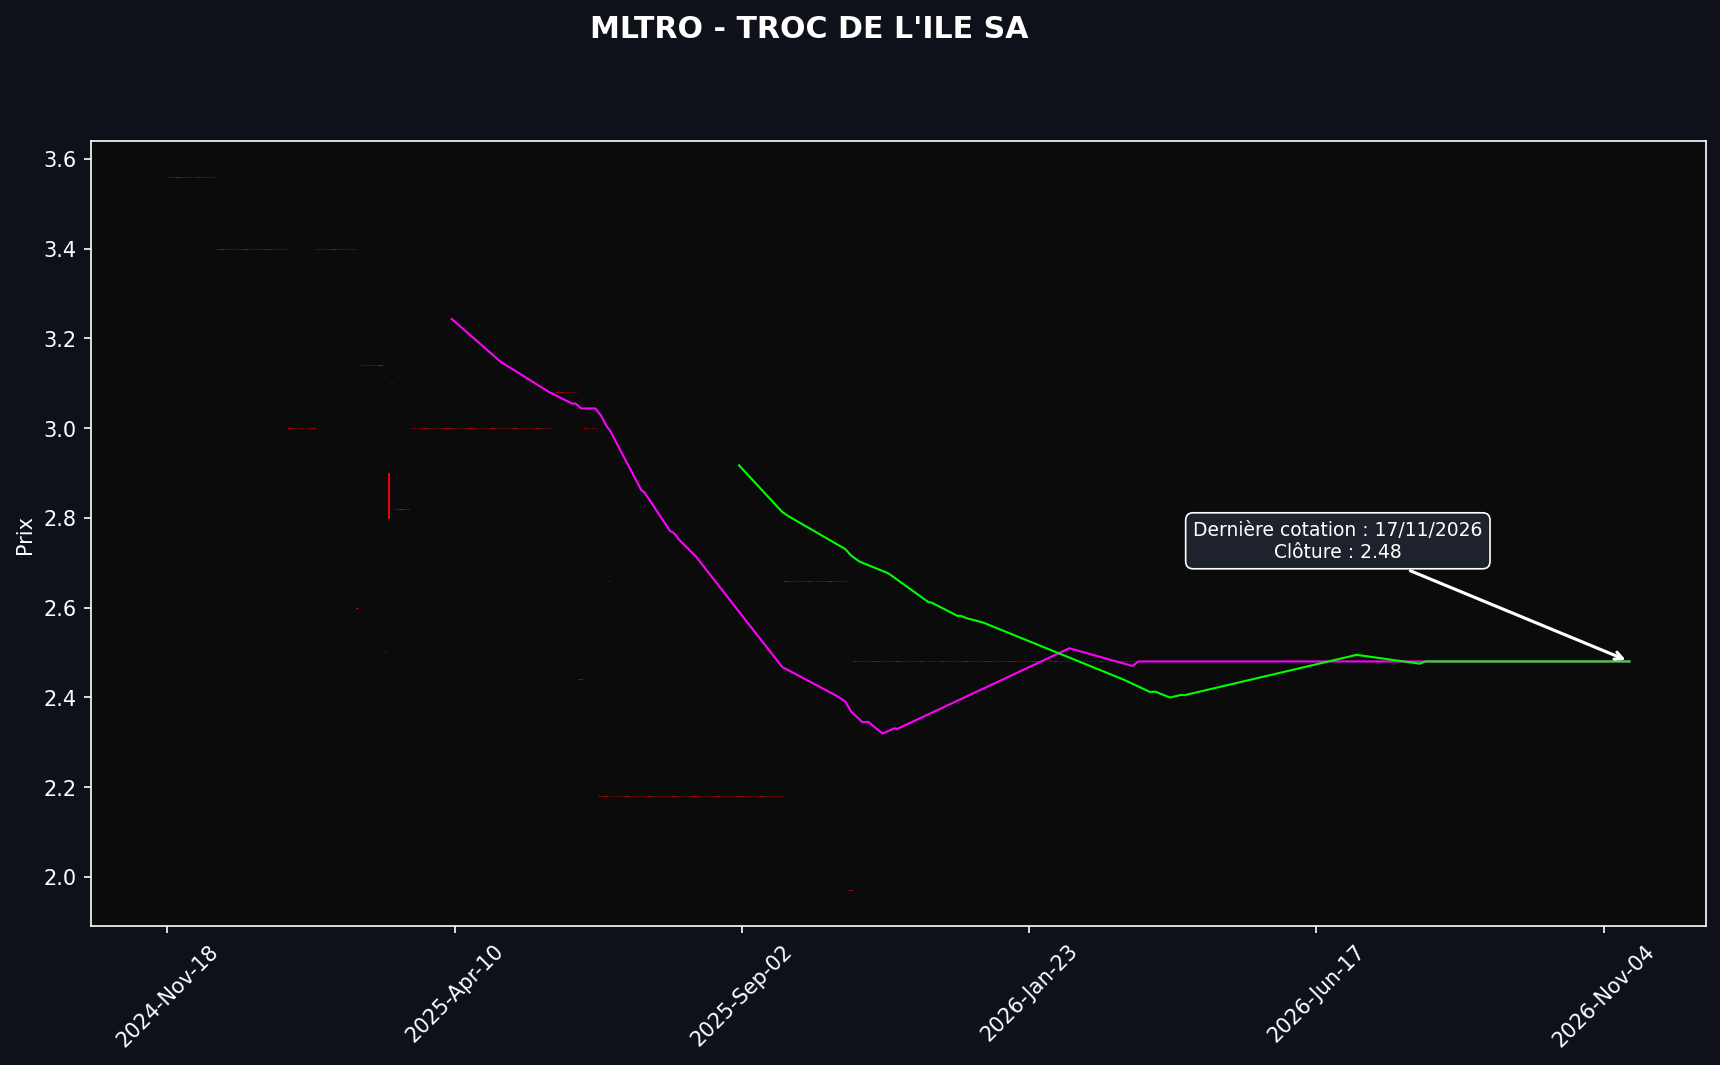 MLTRO - TROC DE L'ILE SA
3.6
3.4
3.2
3.0
2.8
2.6
2.4
2.2
2.0
Prix
Dernière cotation : 17/11/2026
Clôture : 2.48
2024-Nov-18
2025-Apr-10
2025-Sep-02
2026-Jan-23
2026-Jun-17
2026-Nov-04